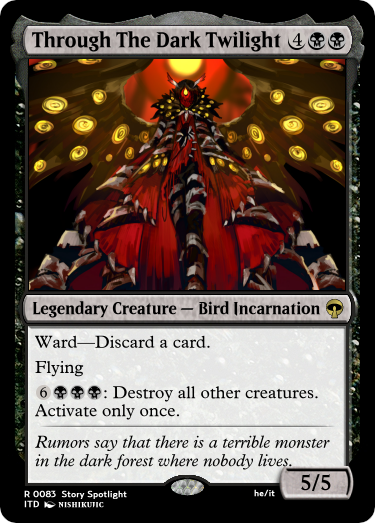 Through The Dark Twilight 4
Legendary Creature — Bird Incarnation
Ward—Discard a card.
Flying
6: Destroy all other creatures.
Activate only once.
Rumors say that there is a terrible monster
in the dark forest where nobody lives.
5/5
R 0083 Story Spotlight he/it
ITD NISHIKUJIC